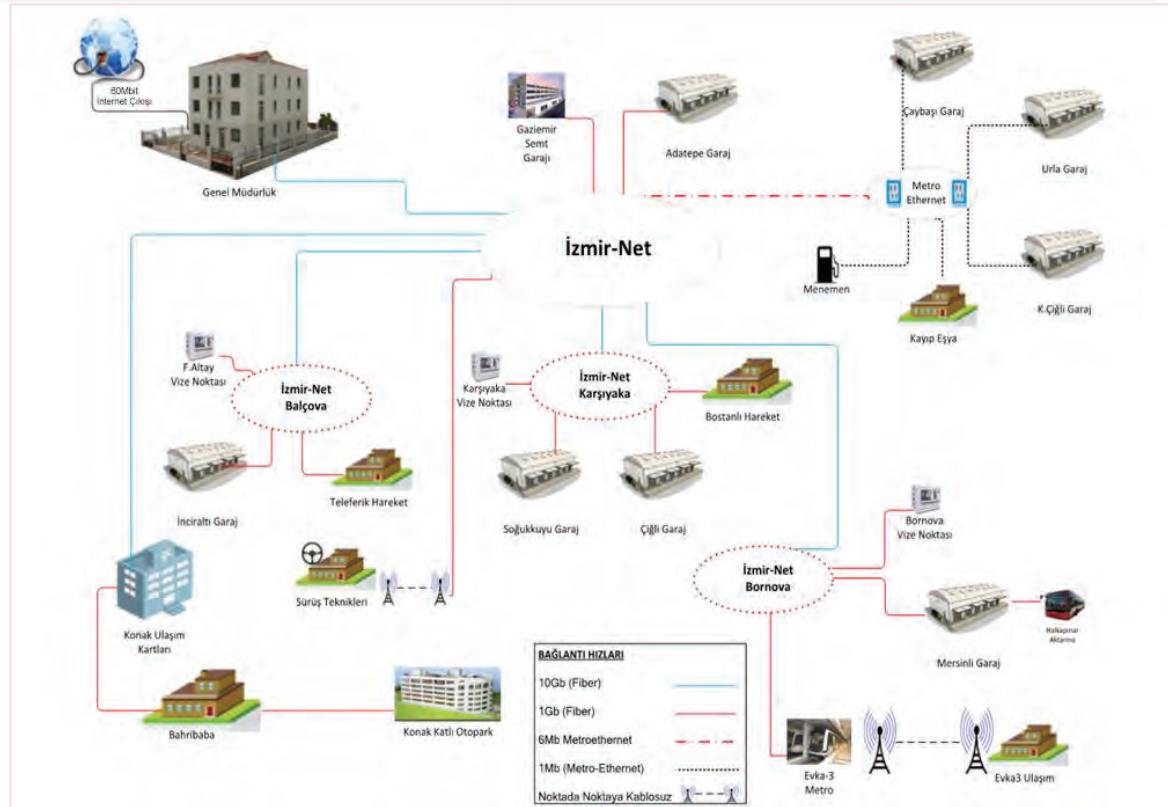 60Mbit
İnternet Çıkışı
Genel Müdürlük
Gaziemir
Semt
Garajı
Adatepe Garaj
Çaybaşı Garaj
Urla Garaj
Metro
Ethernet
K.Çiğli Garaj
Menemen
Kayıp Eşya
İzmir-Net
F.Altay
Vize Noktası
İzmir-Net
Balçova
İnciraltı Garaj
Teleferik Hareket
Karşıyaka
Vize Noktası
İzmir-Net
Karşıyaka
Bostanlı Hareket
Soğukkuyu Garaj
Çiğli Garaj
Sürüş Teknikleri
Konak Ulaşım
Kartları
Bahribaba
Konak Katlı Otopark
Bornova
Vize Noktası
İzmir-Net
Bornova
Mersinli Garaj
Halkapınar
Aktarma
Evka-3
Metro
Evka3 Ulaşım
BAĞLANTI HIZLARI
10Gb (Fiber)
1Gb (Fiber)
6Mb Metroethernet
1Mb (Metro-Ethernet)
Noktada Noktaya Kablosuz